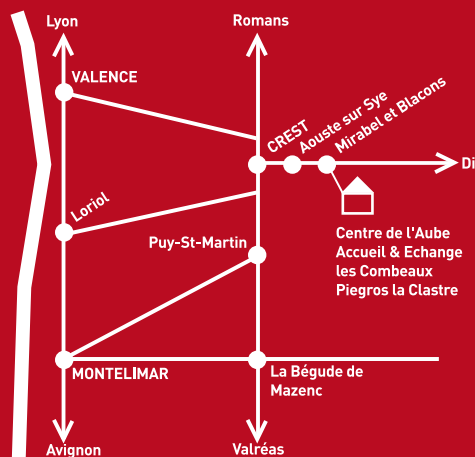 Lyon
Romans
VALENCE
CREST
Aouste sur Sye
Mirabel et Blacons
Di
Loriol
Puy-St-Martin
Centre de l'Aube
Accueil & Echange
les Combeaux
Piegros la Clastre
MONTELIMAR
La Bégude de
Mazenc
Avignon
Valréas